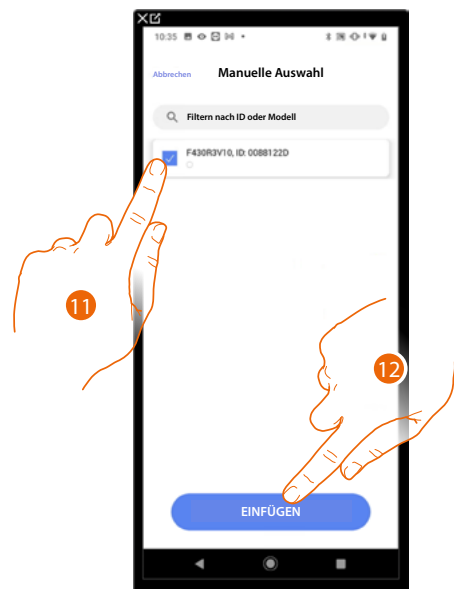 10:35
Abbrechen Manuelle Auswahl
Filtern nach ID oder Modell
F430R3V10, ID: 0088122D
11
12
EINFÜGEN